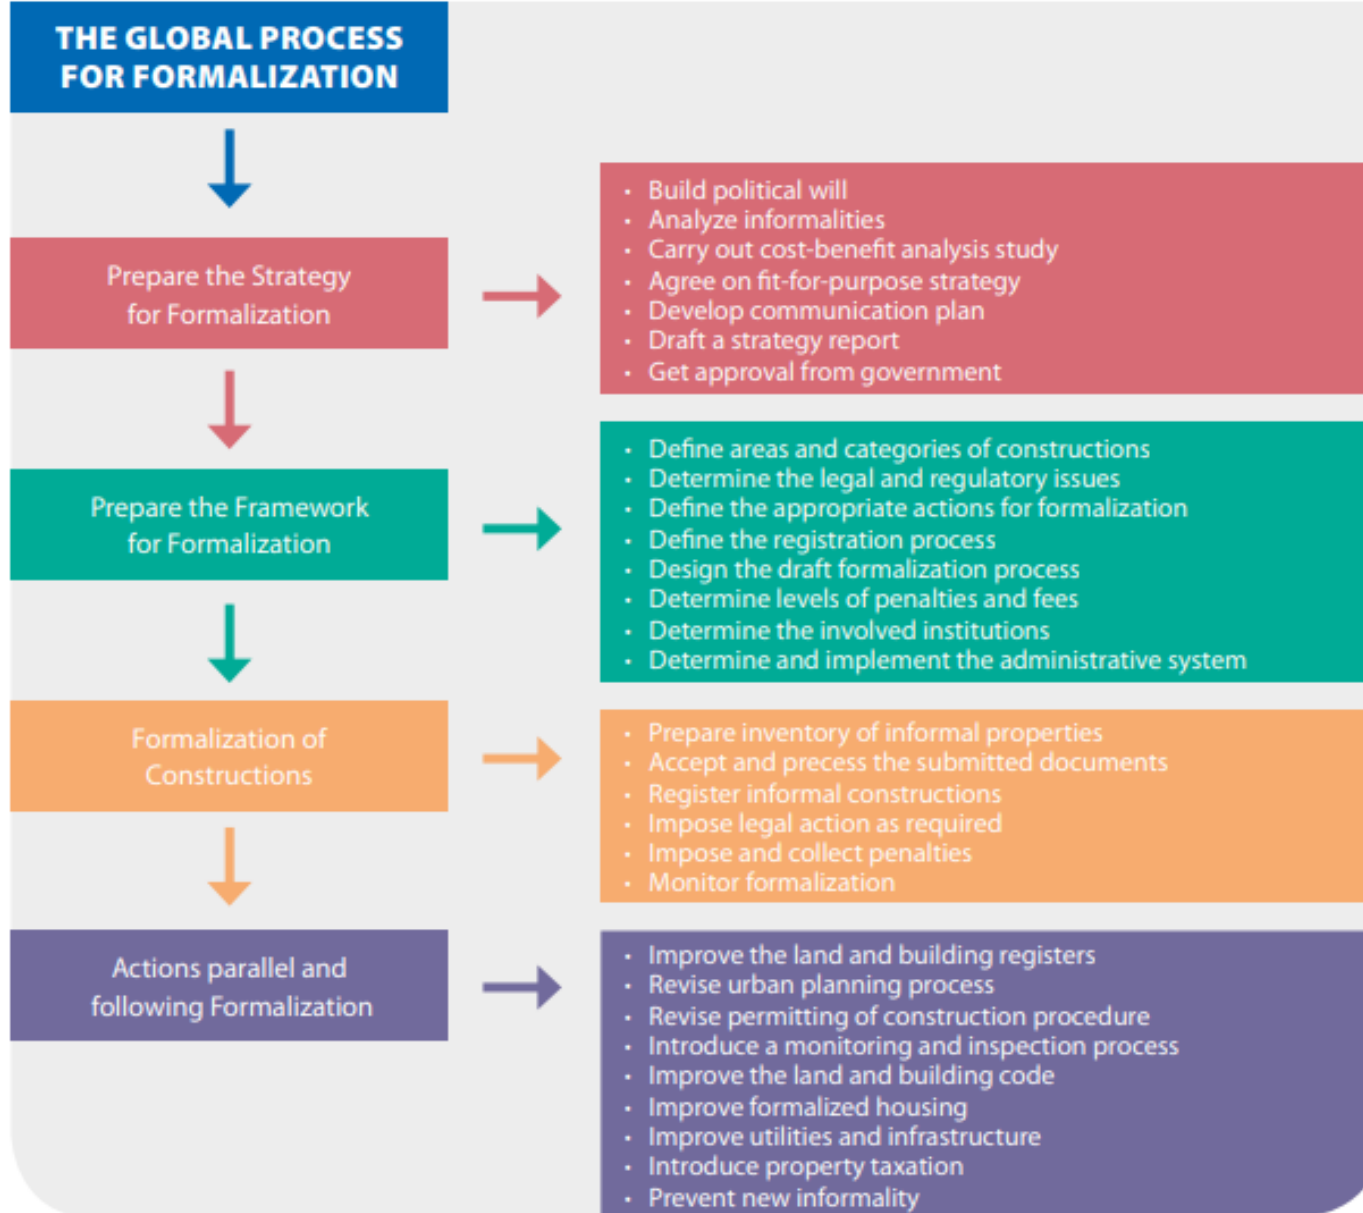 THE GLOBAL PROCESS
FOR FORMALIZATION
Prepare the Strategy
for Formalization
• Build political will
• Analyze informalities
• Carry out cost-benefit analysis study
• Agree on fit-for-purpose strategy
• Develop communication plan
• Draft a strategy report
• Get approval from government
Prepare the Framework
for Formalization
• Define areas and categories of constructions
• Determine the legal and regulatory issues
• Define the appropriate actions for formalization
• Define the registration process
• Design the draft formalization process
• Determine levels of penalties and fees
• Determine the involved institutions
• Determine and implement the administrative system
Formalization of
Constructions
• Prepare inventory of informal properties
• Accept and precess the submitted documents
• Register informal constructions
• Impose legal action as required
• Impose and collect penalties
• Monitor formalization
Actions parallel and
following Formalization
• Improve the land and building registers
• Revise urban planning process
• Revise permitting of construction procedure
• Introduce a monitoring and inspection process
• Improve the land and building code
• Improve formalized housing
• Improve utilities and infrastructure
• Introduce property taxation
• Prevent new informality